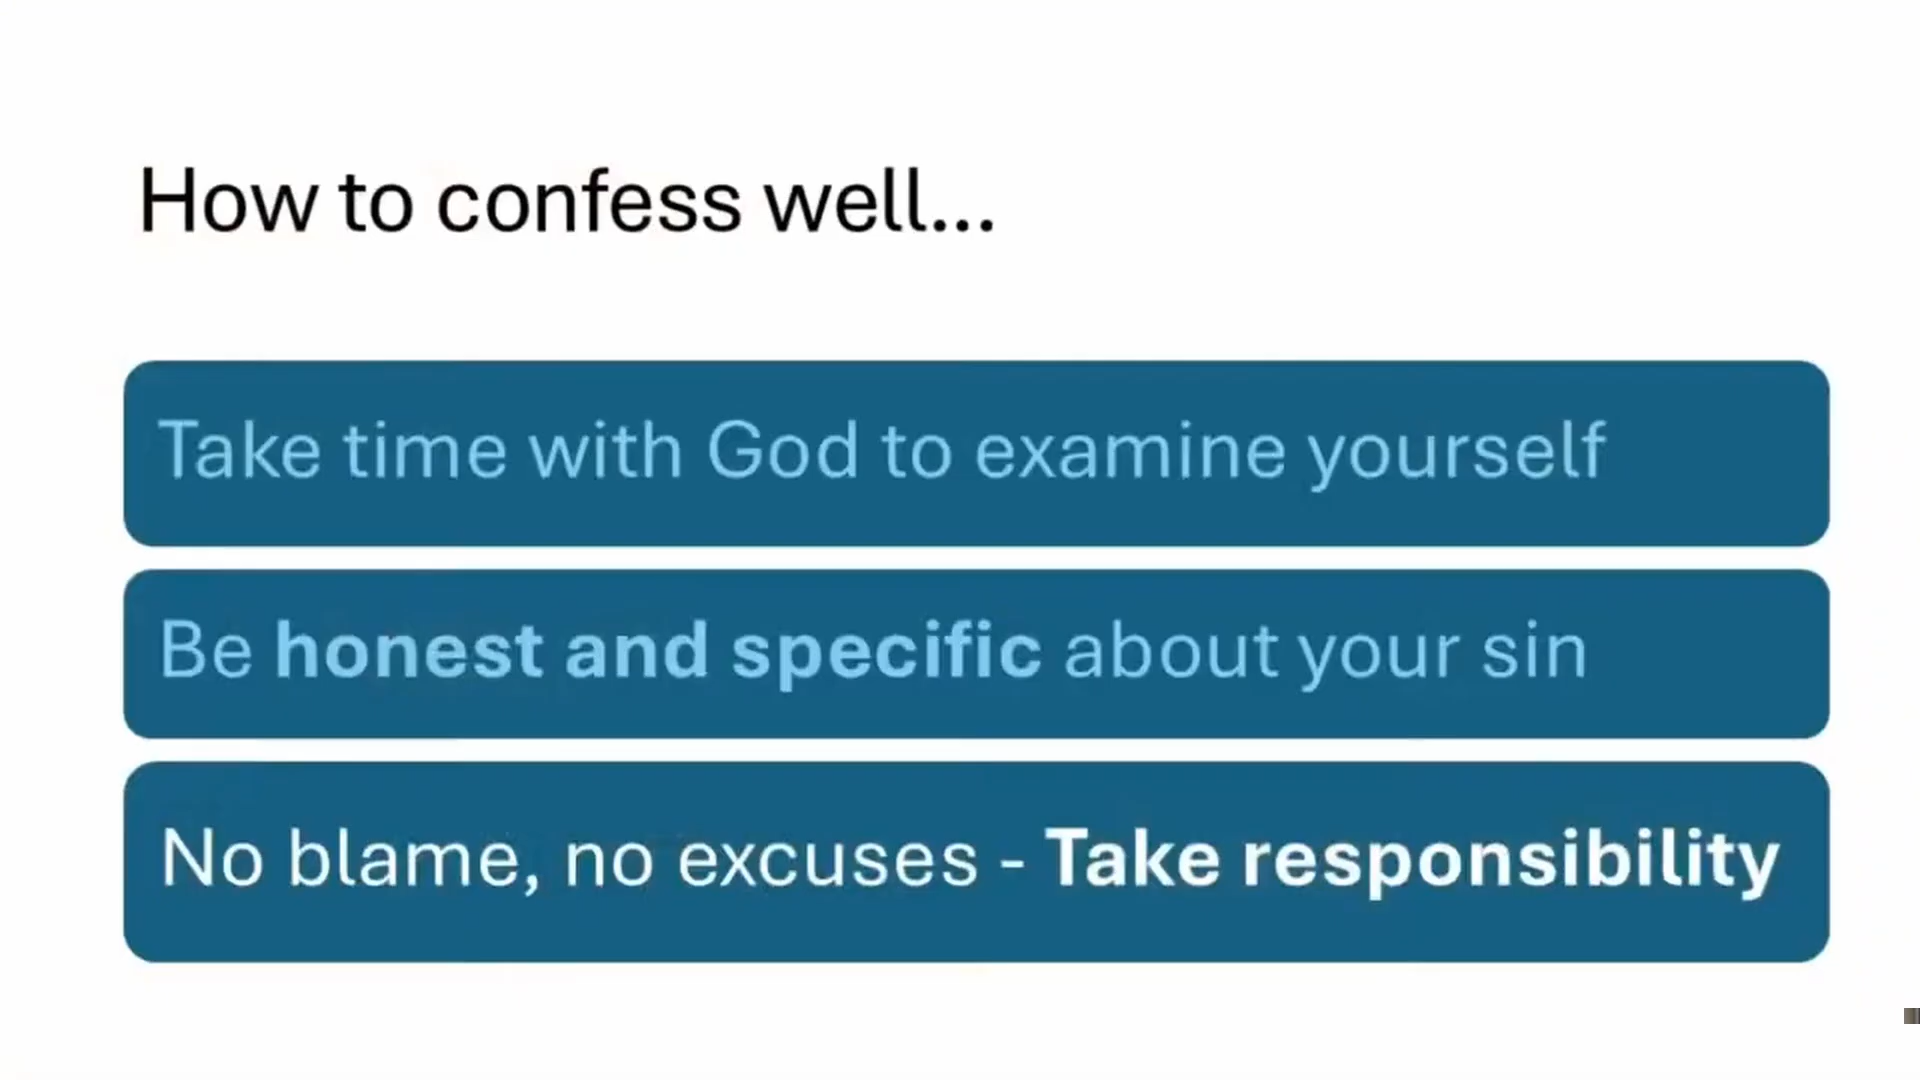 How to confess well...
Take time with God to examine yourself
Be honest and specific about your sin
No blame, no excuses - Take responsibility